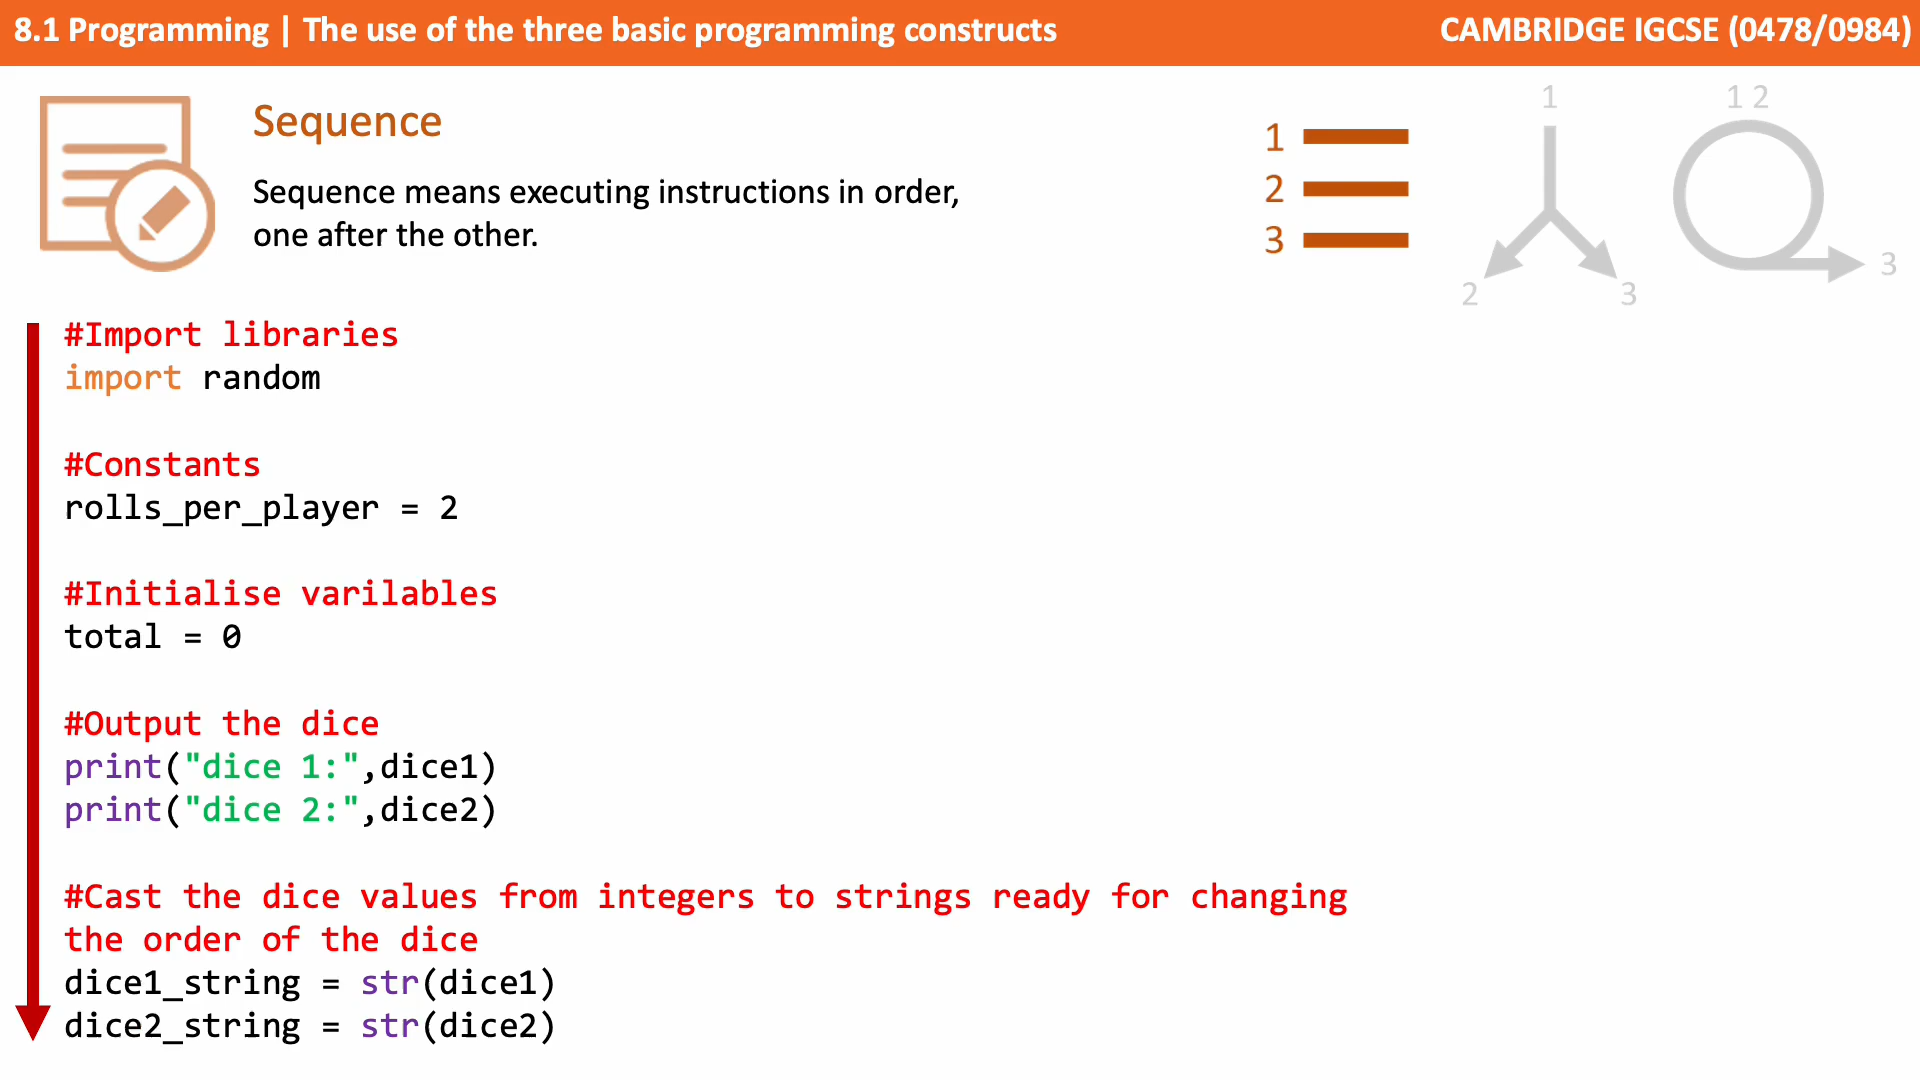 8.1 Programming | The use of the three basic programming constructs
CAMBRIDGE IGCSE (0478/0984)
Sequence
Sequence means executing instructions in order,
one after the other.
1
2
3
1
2
3
1 2
3
#Import libraries
import random
#Constants
rolls_per_player = 2
#Initialise varilables
total = 0
#Output the dice
print("dice 1:",dice1)
print("dice 2:",dice2)
#Cast the dice values from integers to strings ready for changing
the order of the dice
dice1_string = str(dice1)
dice2_string = str(dice2)